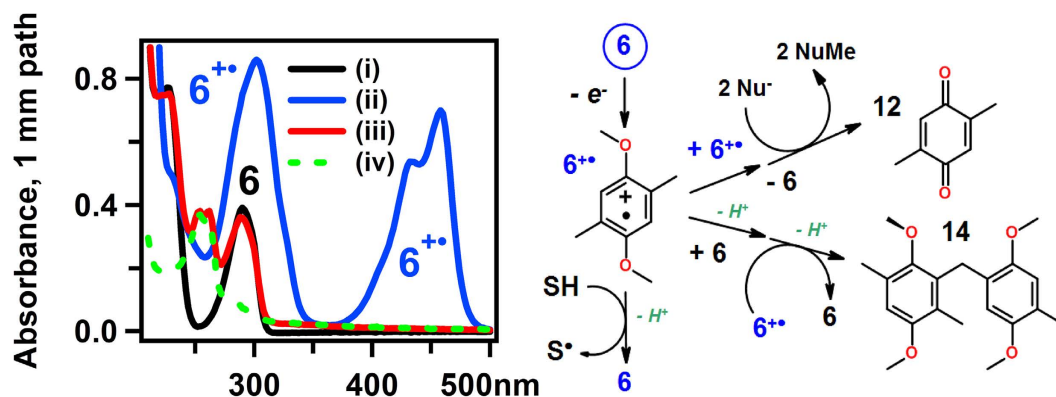 Absorbance, 1 mm path
0.8
0.4
0.0
300
400
500nm
6+•
(i)
(ii)
(iii)
(iv)
6
6+•
6
- e-
6+•
O
O
+
•
SH
- H+
S•
6
2 NuMe
2 Nu-
+ 6+•
- 6
12
O
O
- H+
- H+
+ 6
6+•
6
14
O
O
O
O